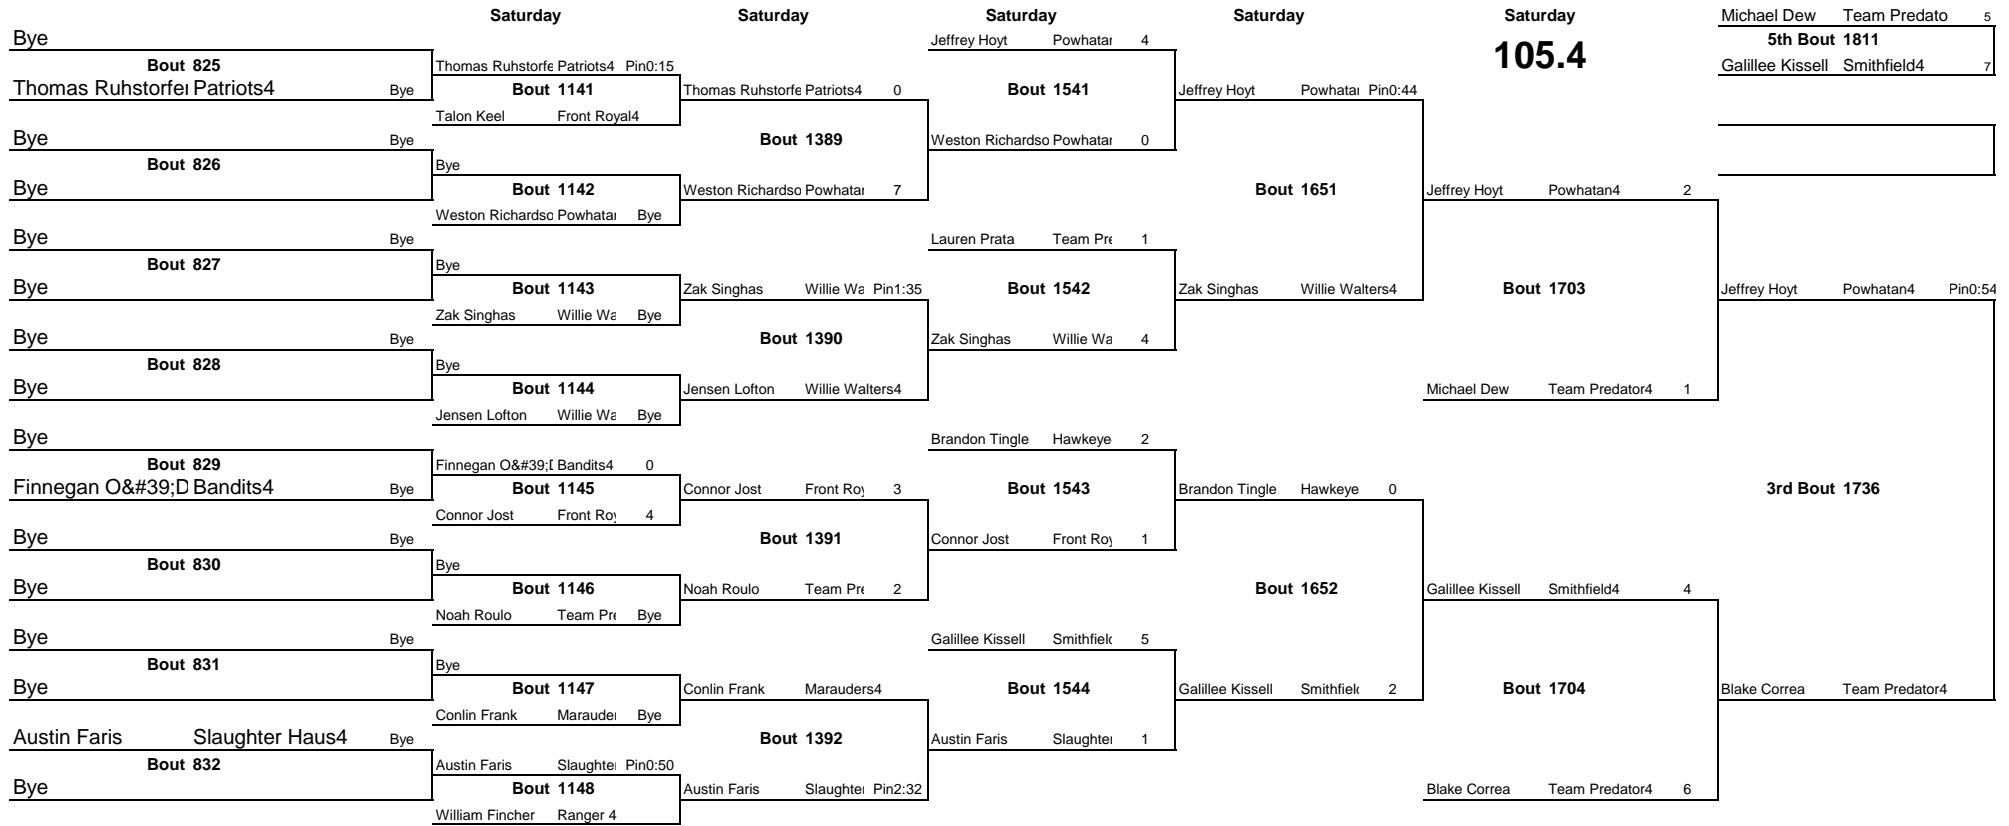 Saturday Saturday Saturday Saturday Saturday Michael Dew Team Predato 5
Bye Jeffrey Hoyt Powhatan 4 105.4 5th Bout 1811
Bout 825 Thomas Ruhstorfe Patriots4 Pin0:15 Galillee Kissell Smithfield4 7
Thomas Ruhstorfer Patriots4 Bye Bout 1141 Thomas Ruhstorfe Patriots4 0 Bout 1541 Jeffrey Hoyt Powhatan Pin0:44
Talon Keel Front Royal4
Bye Bye Bout 1389 Weston Richardso Powhatan 0
Bout 826 Bye
Bye Bout 1142 Weston Richardso Powhatan 7 Bout 1651 Jeffrey Hoyt Powhatan4 2
Weston Richardso Powhatan Bye
Bye Bye Lauren Prata Team Pre 1
Bout 827 Bye
Bye Bout 1143 Zak Singhas Willie Wa Pin1:35 Bout 1542 Zak Singhas Willie Walters4 Bout 1703 Jeffrey Hoyt Powhatan4 Pin0:54
Zak Singhas Willie Wa Bye
Bye Bye Bout 1390 Zak Singhas Willie Wa 4
Bout 828 Bye
Bye Bout 1144 Jensen Lofton Willie Walters4 Michael Dew Team Predator4 1
Jensen Lofton Willie Wa Bye
Bye Brandon Tingle Hawkeye 2
Bout 829 Finnegan O&#39;D Bandits4 0
Finnegan O&#39;D Bandits4 Bye Bout 1145 Connor Jost Front Roy 3 Bout 1543 Brandon Tingle Hawkeye 0 3rd Bout 1736
Connor Jost Front Roy 4
Bye Bye Bout 1391 Connor Jost Front Roy 1
Bout 830 Bye
Bye Bout 1146 Noah Roulo Team Pre 2 Bout 1652 Galillee Kissell Smithfield4 4
Noah Roulo Team Pre Bye
Bye Bye Galillee Kissell Smithfield 5
Bout 831 Bye
Bye Bout 1147 Conlin Frank Marauders4 Bout 1544 Galillee Kissell Smithfield 2 Bout 1704 Blake Correa Team Predator4
Conlin Frank Marauder Bye
Austin Faris Slaughter Haus4 Bye Bout 1392 Austin Faris Slaughter 1
Bout 832 Austin Faris Slaughter Pin0:50
Bye Bout 1148 Austin Faris Slaughter Pin2:32 Blake Correa Team Predator4 6
William Fincher Ranger 4